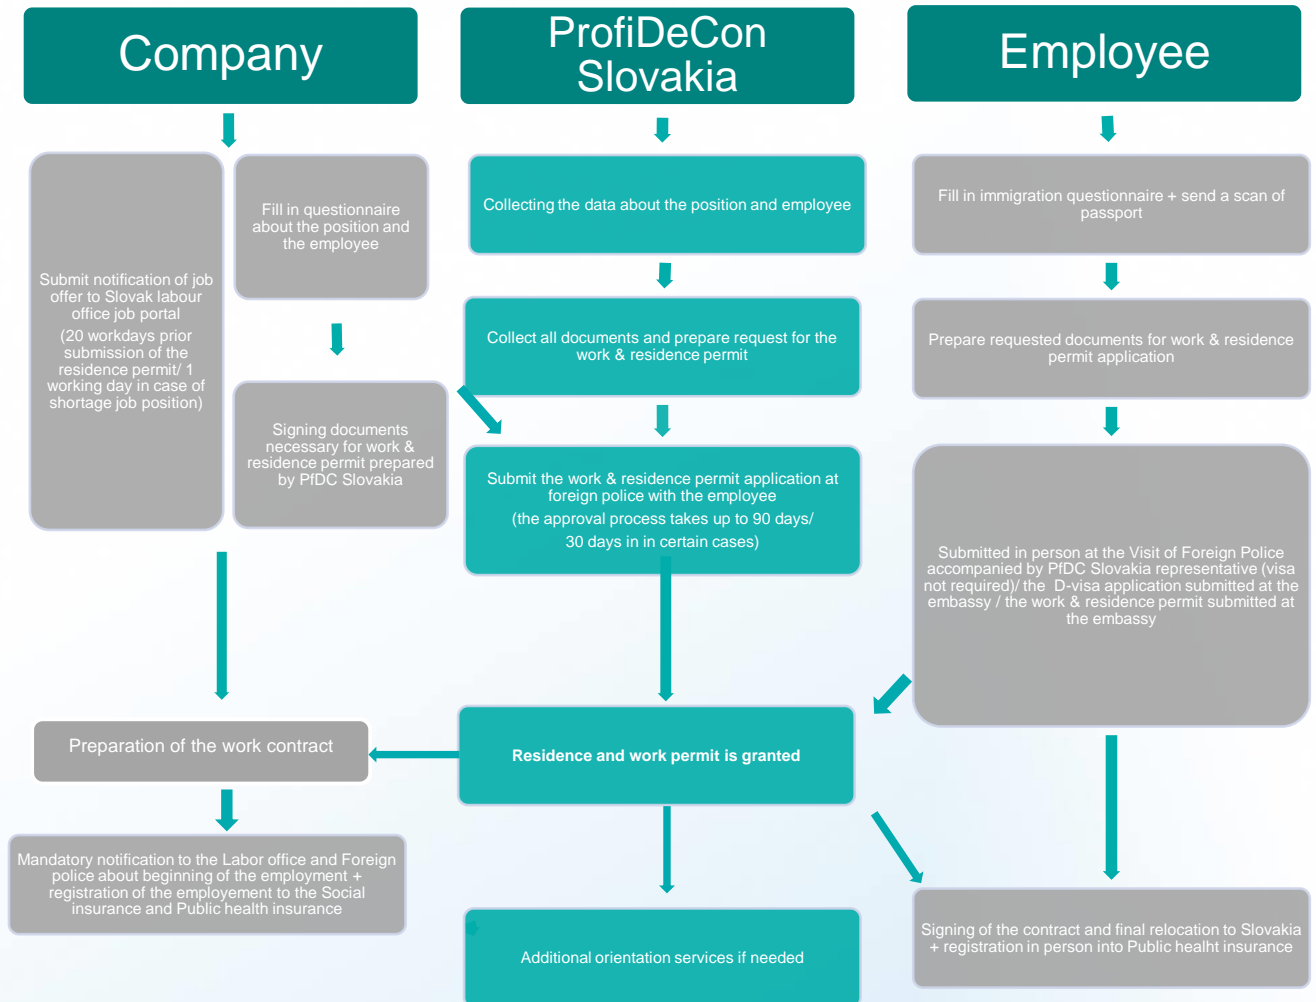 Company
ProfiDeCon
Slovakia
Employee
Submit notification of job
offer to Slovak labour
office job portal
(20 workdays prior
submission of the
residence permit/ 1
working day in case of
shortage job position)
Fill in questionnaire
about the position and
the employee
Signing documents
necessary for work &
residence permit prepared
by PfDC Slovakia
Preparation of the work contract
Mandatory notification to the Labor office and Foreign
police about beginning of the employment +
registration of the employement to the Social
insurance and Public health insurance
Collecting the data about the position and employee
Collect all documents and prepare request for the
work & residence permit
Submit the work & residence permit application at
foreign police with the employee
(the approval process takes up to 90 days/
30 days in in certain cases)
Residence and work permit is granted
Additional orientation services if needed
Fill in immigration questionnaire + send a scan of
passport
Prepare requested documents for work & residence
permit application
Submitted in person at the Visit of Foreign Police
accompanied by PfDC Slovakia representative (visa
not required)/ the D-visa application submitted at the
embassy / the work & residence permit submitted at
the embassy
Signing of the contract and final relocation to Slovakia
+ registration in person into Public healht insurance